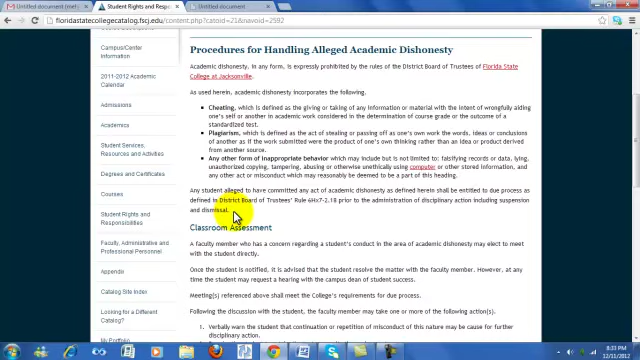 Untitled document (me!
Student Rights and Respon
Untitled document
floridastatecollegecatalog.fscj.edu/content.php?catoid=21&navoid=2582
Campus/Center
Information
2011-2012 Academic
Calendar
Admissions
Academics
Student Services,
Resources and Activities
Degrees and Certificates
Courses
Student Rights and
Responsibilities
Faculty, Administrative and
Professional Personnel
Appendix
Catalog Site Index
Looking for a Different
Catalog?
My Portfolio
Procedures for Handling Alleged Academic Dishonesty
Academic dishonesty, in any form, is expressly prohibited by the rules of the District Board of Trustees of Florida State
College at Jacksonville.
As used herein, academic dishonesty incorporates the following:
Cheating, which is defined as the giving or taking of any information or material with the intent of wrongfully aiding
one's self or another in academic work considered in the determination of course grade or the outcome of a
standardized test.
Plagiarism, which is defined as the act of stealing or passing off as one's own work the words, ideas or conclusions
of another as if the work submitted were the product of one's own thinking rather than an idea or product derived
from another source.
Any other form of inappropriate behavior which may include but is not limited to: falsifying records or data, lying,
unauthorized copying, tampering, abusing or otherwise unethically using computer or other stored information, and
any other act or misconduct which may reasonably be deemed to be a part of this heading.
Any student alleged to have committed any act of academic dishonesty as defined herein shall be entitled to due process as
defined in District Board of Trustees' Rule 6Hx7-2.18 prior to the administration of disciplinary action including suspension
and dismissal.
Classroom Assessment
A faculty member who has a concern regarding a student's conduct in the area of academic dishonesty may elect to meet
with the student directly.
Once the student is notified, it is advised that the student resolve the matter with the faculty member. However, at any
time the student may request a hearing with the campus dean of student success.
Meeting(s) referenced above shall meet the College's requirements for due process.
Following the discussion with the student, the faculty may take one or more of the following action(s):
1. Verbally warn the student that continuation or repetition of misconduct of this nature may be cause for further
disciplinary action.
8:23 PM
12/11/2012